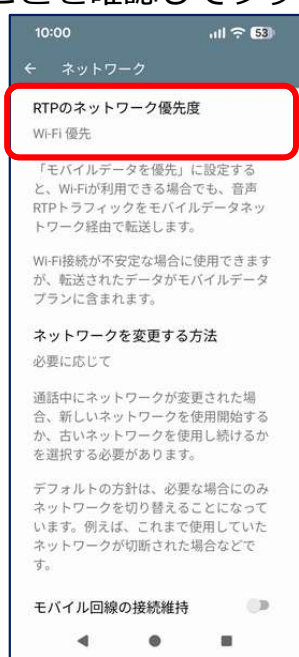 10:00
53
← ネットワーク
RTPのネットワーク優先度
Wi-Fi 優先
「モバイルデータを優先」に設定する
と、Wi-Fiが利用できる場合でも、音声
RTPトラフィックをモバイルデータネッ
トワーク経由で転送します。
Wi-Fi接続が不安定な場合に使用できます
が、転送されたデータがモバイルデータ
プランに含まれます。
ネットワークを変更する方法
必要に応じて
通話中にネットワークが変更された場
合、新しいネットワークを使用開始する
か、古いネットワークを使用し続けるか
を選択する必要があります。
デフォルトの方針は、必要な場合にのみ
ネットワークを切り替えることになって
います。例えば、これまで使用していた
ネットワークが切断された場合などで
す。
モバイル回線の接続維持